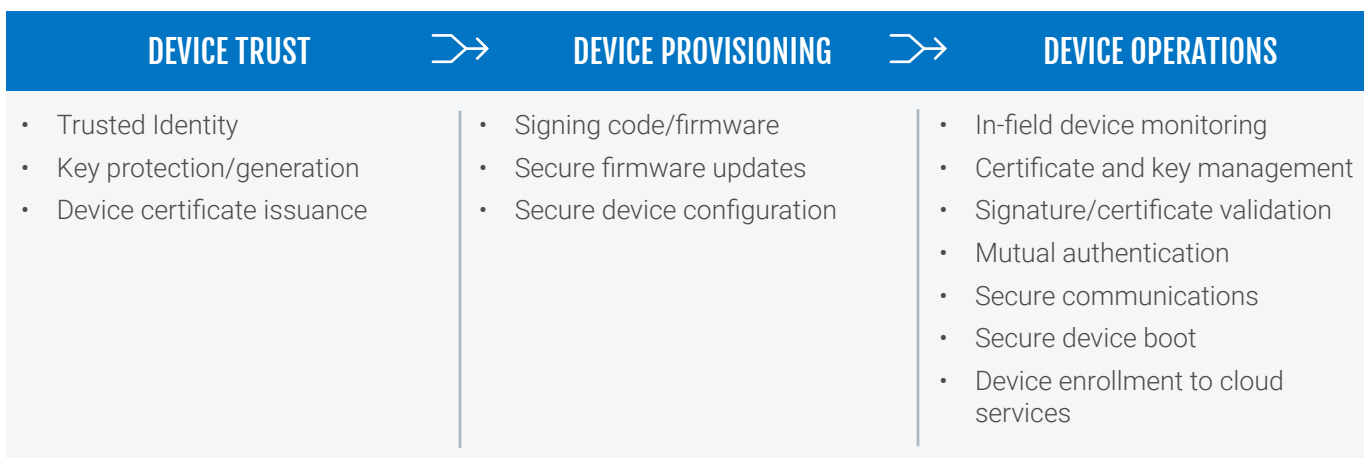 DEVICE TRUST
DEVICE PROVISIONING
DEVICE OPERATIONS
• Trusted Identity
• Key protection/generation
• Device certificate issuance
• Signing code/firmware
• Secure firmware updates
• Secure device configuration
• In-field device monitoring
• Certificate and key management
• Signature/certificate validation
• Mutual authentication
• Secure communications
• Secure device boot
• Device enrollment to cloud
services